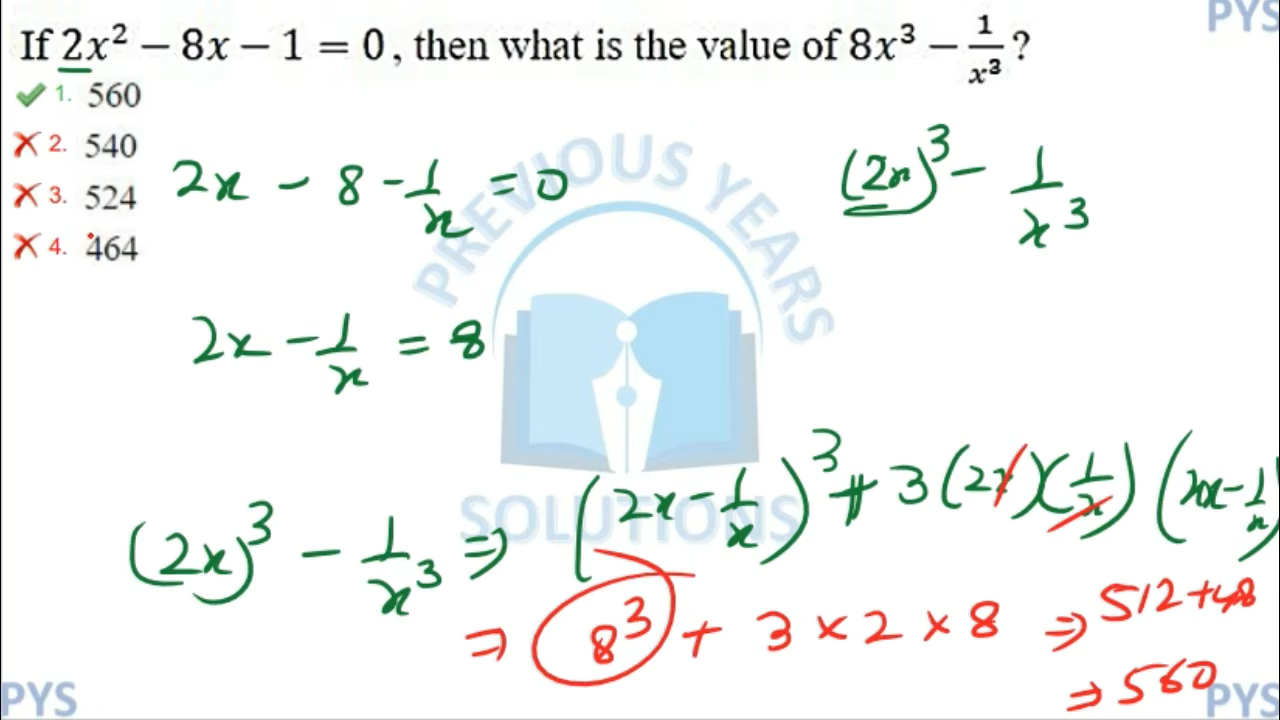 PYS
If 2x² − 8x − 1 = 0, then what is the value of 8x³ − 1/x³ ?
1. 560
2. 540
3. 524
4. 464
2x − 8 − 1/x = 0
(2x)³ − 1/x³
2x − 1/x = 8
PREVIOUS YEARS
SOLUTIONS
(2x)³ − 1/x³ ⇒ (2x − 1/x)³ + 3(2x)(1/x)(2x − 1/x)
⇒ 8³ + 3 × 2 × 8 ⇒ 512 + 48
⇒ 560
PYS
PYS